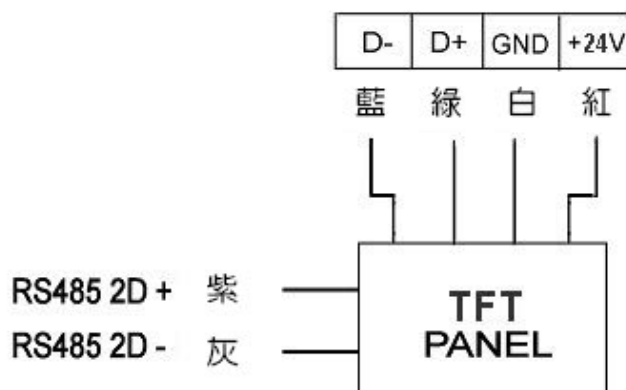 D- D+ GND +24V
藍 綠 白 紅
RS485 2D + 紫
RS485 2D - 灰
TFT
PANEL